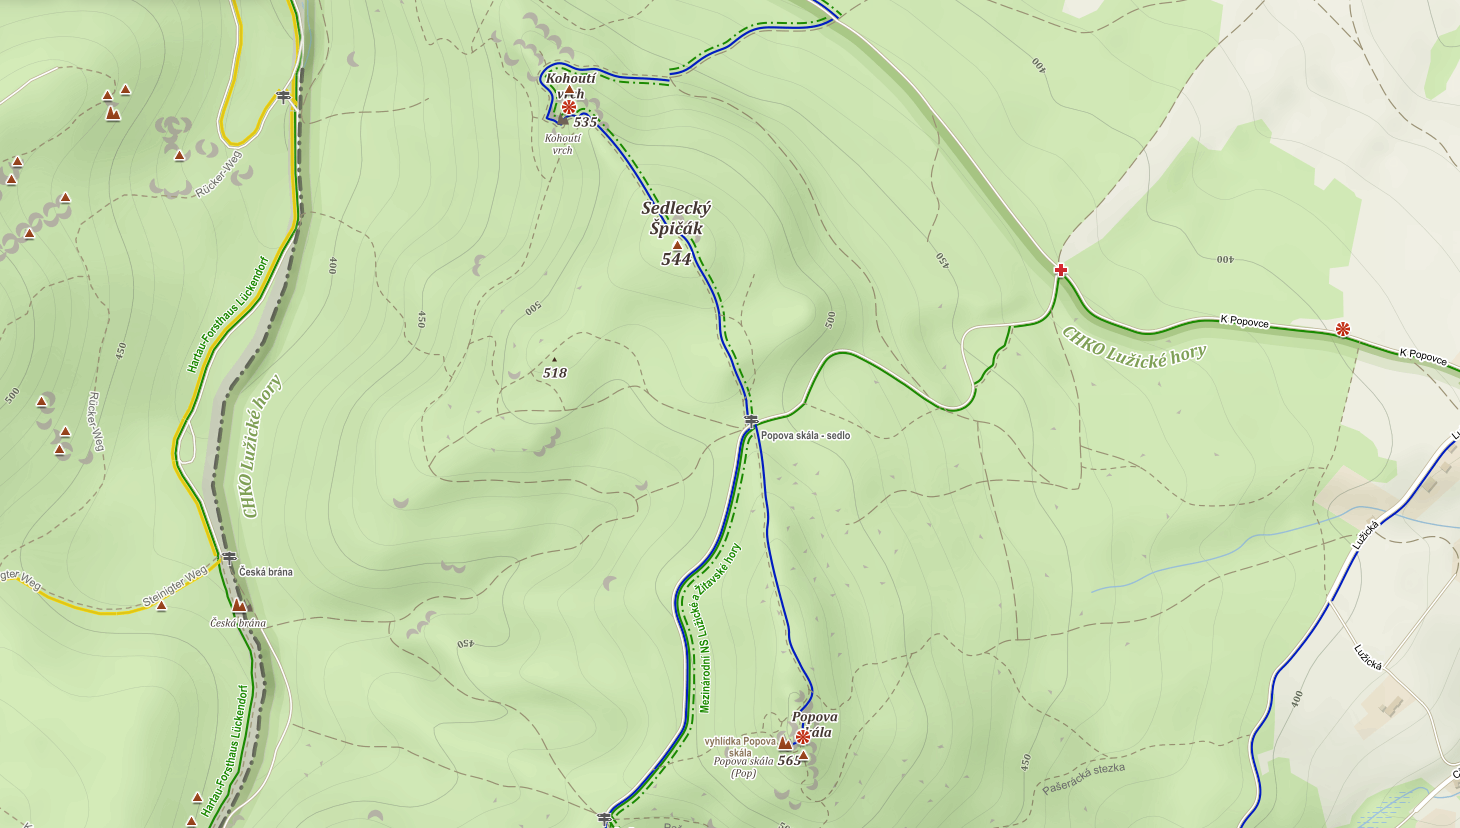 400
Kohoutí
vrch
535
Kohoutí
vrch
Rücker-Weg
Sedlecký
Špičák
544
450
400
400
Hartau-Forsthaus Lückendorf
500
450
500
K Popovce
K Popovce
CHKO Lužické hory
450
518
500
Rücker-Weg
CHKO Lužické hory
Popova skála - sedlo
Lužická
Steinigter Weg
Česká brána
Česká brána
Mezinárodní NS Lužické a Žitavské hory
450
Lužická
400
Hartau-Forsthaus Lückendorf
Popova
vyhlídka Popova
skála
Popova skála
(Pop)
565
450
Pašerácká stezka